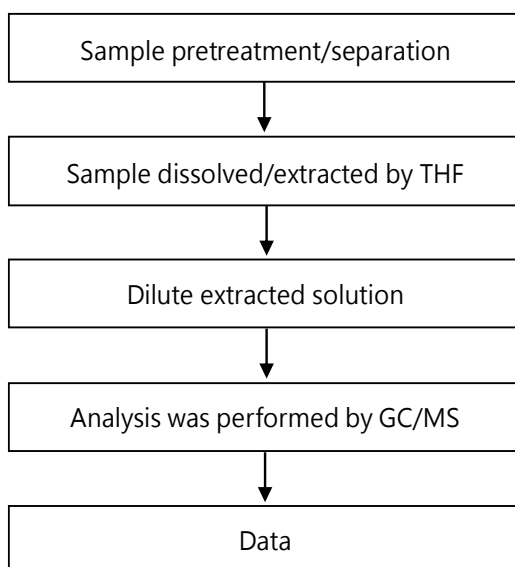 Sample pretreatment/separation
Sample dissolved/extracted by THF
Dilute extracted solution
Analysis was performed by GC/MS
Data